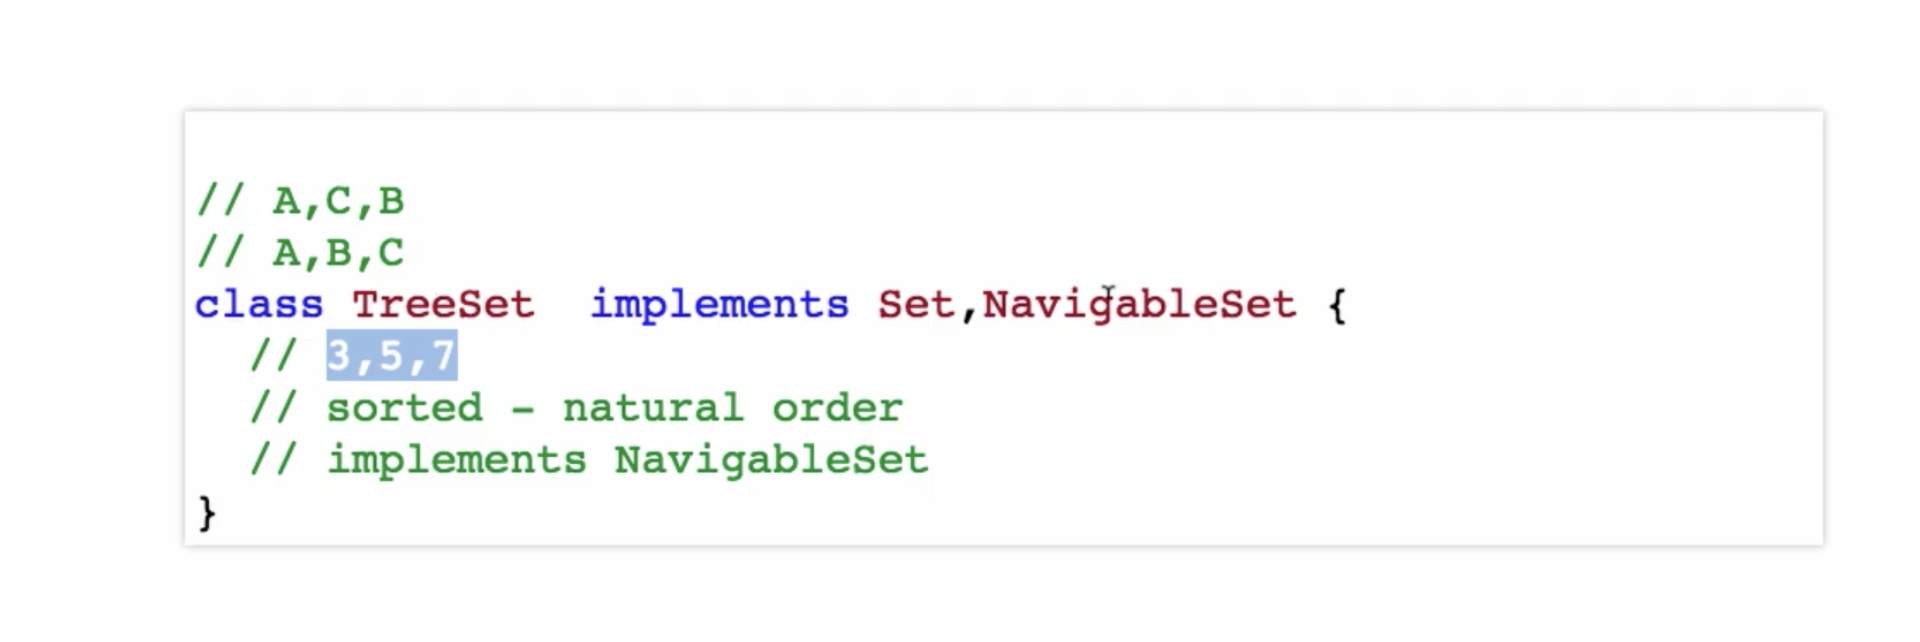 // A,C,B
// A,B,C
class TreeSet  implements Set,NavigableSet {
// 3,5,7
// sorted – natural order
// implements NavigableSet
}